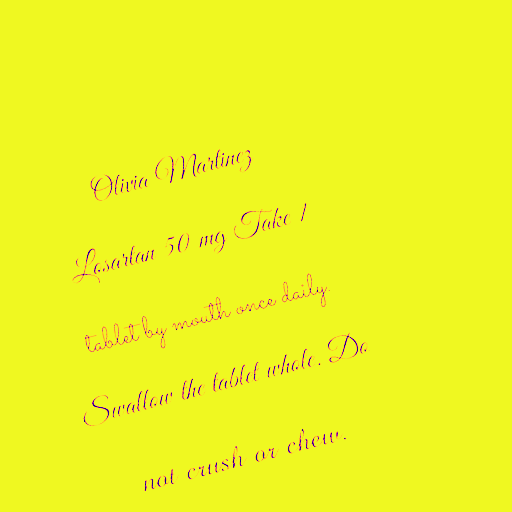 Olivia Martinez
Losartan 50 mg Take 1
tablet by mouth once daily.
Swallow the tablet whole. Do
not crush or chew.